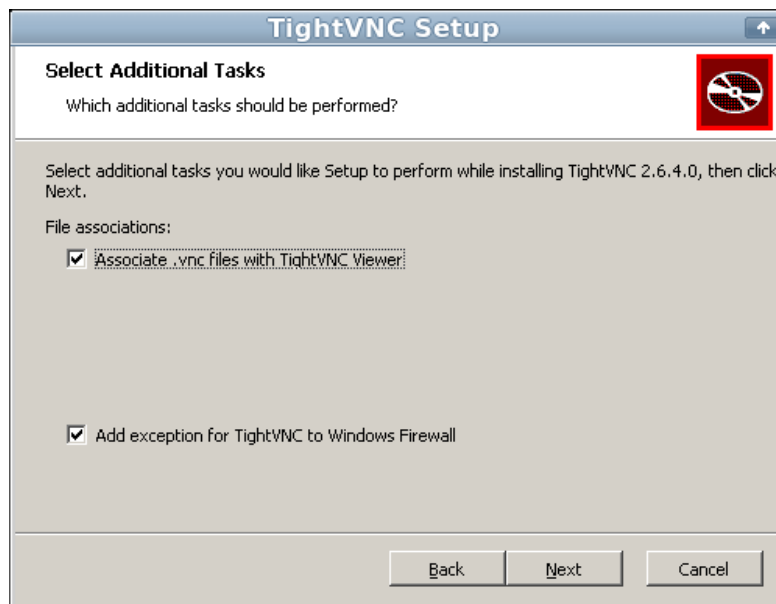 TightVNC Setup
Select Additional Tasks
Which additional tasks should be performed?
Select additional tasks you would like Setup to perform while installing TightVNC 2.6.4.0, then click
Next.
File associations:
Associate .vnc files with TightVNC Viewer
Add exception for TightVNC to Windows Firewall
Back Next Cancel